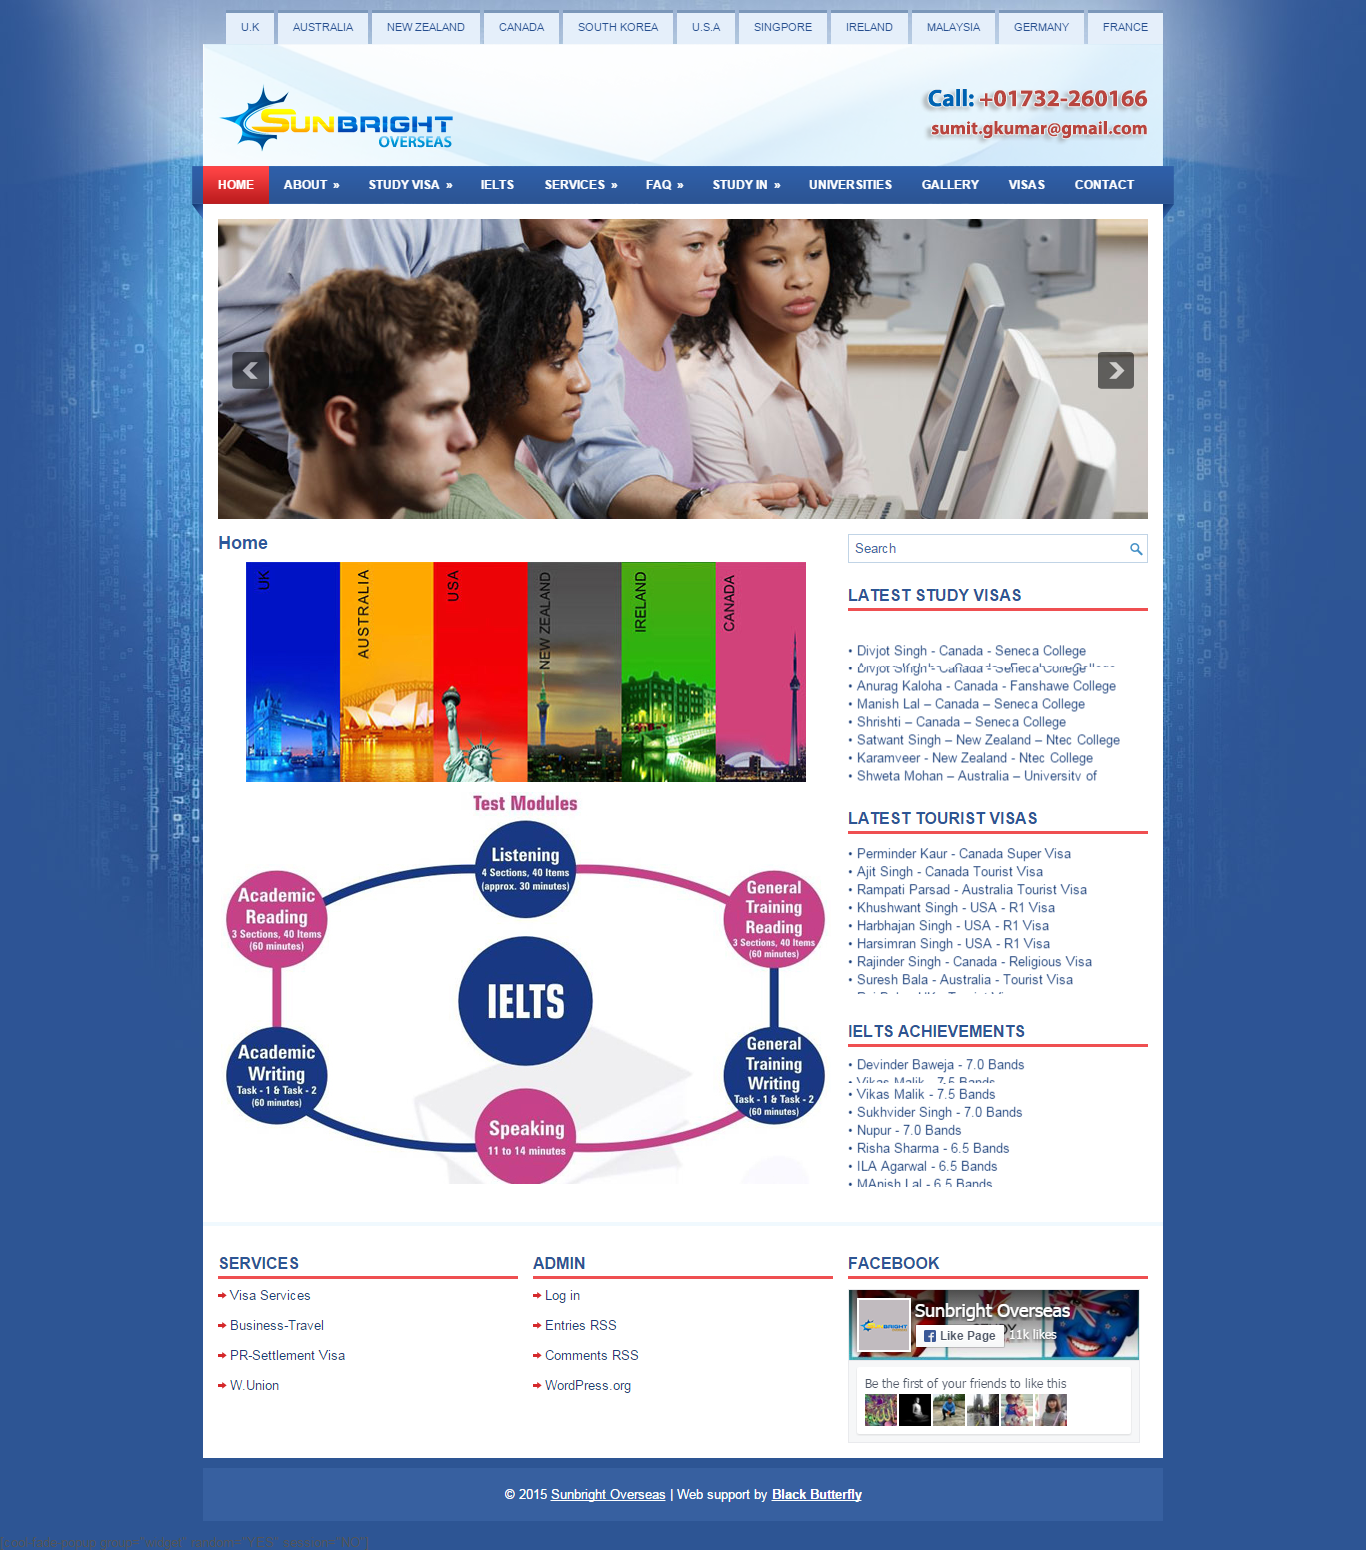 U.K AUSTRALIA NEW ZEALAND CANADA SOUTH KOREA U.S.A SINGPORE IRELAND MALAYSIA GERMANY FRANCE
SUNBRIGHT
OVERSEAS
Call: +01732-260166
sumit.gkumar@gmail.com
HOME ABOUT » STUDY VISA » IELTS SERVICES » FAQ » STUDY IN » UNIVERSITIES GALLERY VISAS CONTACT
Home
UK
AUSTRALIA
USA
NEW ZEALAND
IRELAND
CANADA
Test Modules
Listening
4 Sections, 40 Items
(approx. 30 minutes)
Academic
Reading
3 Sections, 40 Items
(60 minutes)
General
Training
Reading
3 Sections, 40 Items
(60 minutes)
IELTS
Academic
Writing
Task - 1 & Task - 2
(60 minutes)
General
Training
Writing
Task - 1 & Task - 2
(60 minutes)
Speaking
11 to 14 minutes
Search
LATEST STUDY VISAS
• Divjot Singh - Canada - Seneca College
• Anurag Kaloha - Canada - Fanshawe College
• Manish Lal – Canada – Seneca College
• Shrishti – Canada – Seneca College
• Satwant Singh – New Zealand – Ntec College
• Karamveer - New Zealand - Ntec College
• Shweta Mohan – Australia – University of
LATEST TOURIST VISAS
• Perminder Kaur - Canada Super Visa
• Ajit Singh - Canada Tourist Visa
• Rampati Parsad - Australia Tourist Visa
• Khushwant Singh - USA - R1 Visa
• Harbhajan Singh - USA - R1 Visa
• Harsimran Singh - USA - R1 Visa
• Rajinder Singh - Canada - Religious Visa
• Suresh Bala - Australia - Tourist Visa
IELTS ACHIEVEMENTS
• Devinder Baweja - 7.0 Bands
• Vikas Malik - 7.5 Bands
• Vikas Malik - 7.5 Bands
• Sukhvider Singh - 7.0 Bands
• Nupur - 7.0 Bands
• Risha Sharma - 6.5 Bands
• ILA Agarwal - 6.5 Bands
• MAnish Lal - 6.5 Bands
SERVICES
Visa Services
Business-Travel
PR-Settlement Visa
W.Union
ADMIN
Log in
Entries RSS
Comments RSS
WordPress.org
FACEBOOK
Sunbright Overseas
SUNBRIGHT
Like Page 11k likes
Be the first of your friends to like this
© 2015 Sunbright Overseas | Web support by Black Butterfly